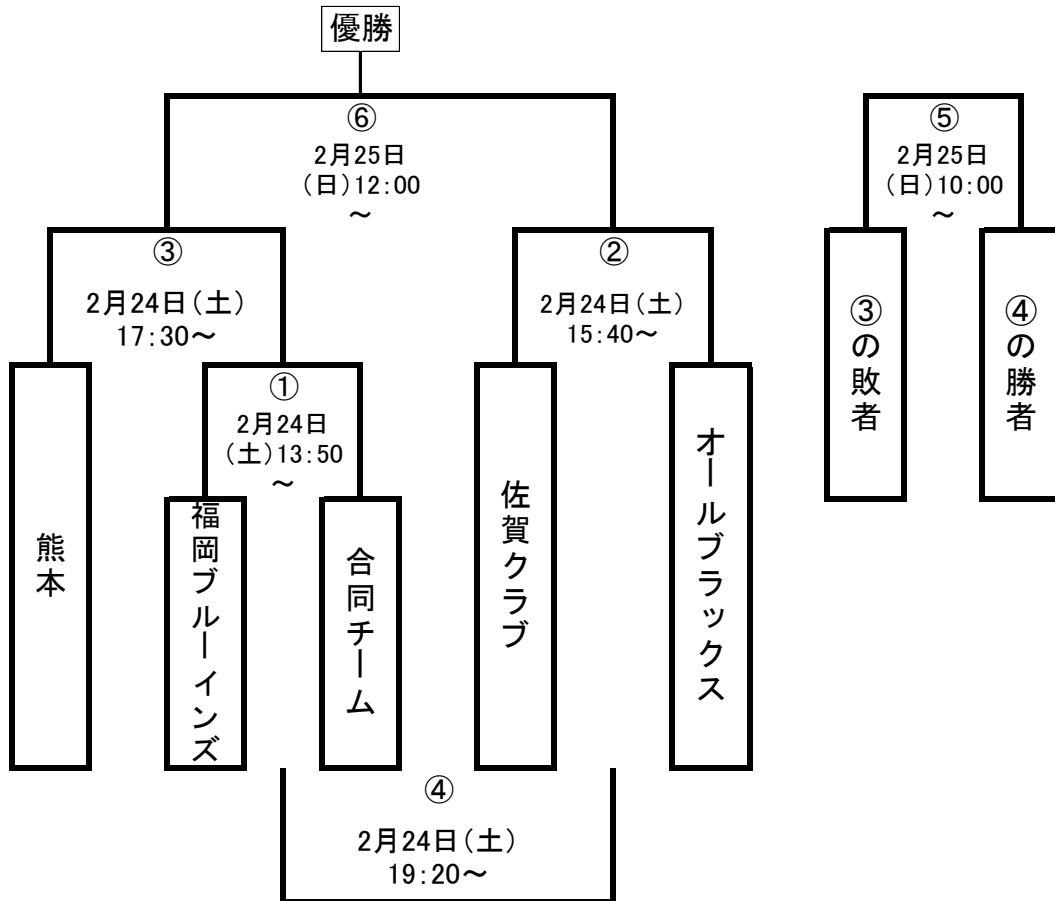 優勝
⑥
2月25日
(日)12:00
～
⑤
2月25日
(日)10:00
～
③
2月24日(土)
17:30～
②
2月24日(土)
15:40～
③の敗者
④の勝者
①
2月24日
(土)13:50
～
熊本
福岡ブルーインズ
合同チーム
佐賀クラブ
オールブラックス
④
2月24日(土)
19:20～